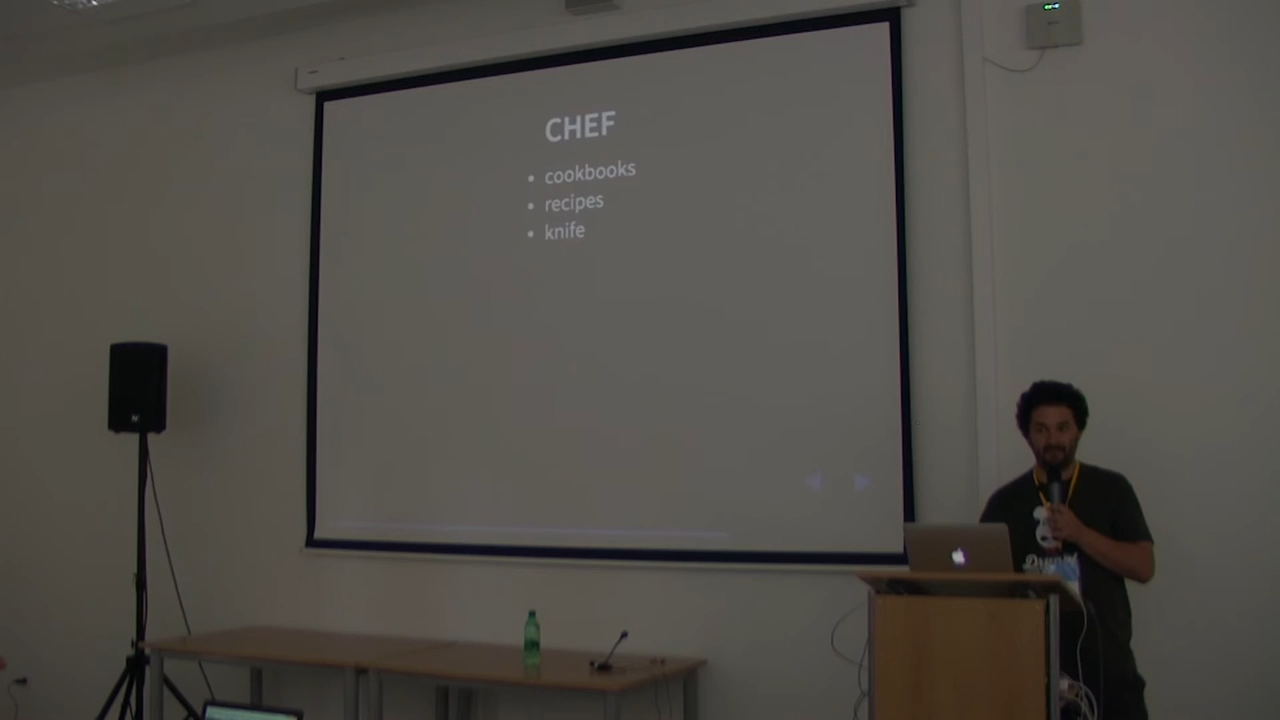 CHEF
• cookbooks
• recipes
• knife